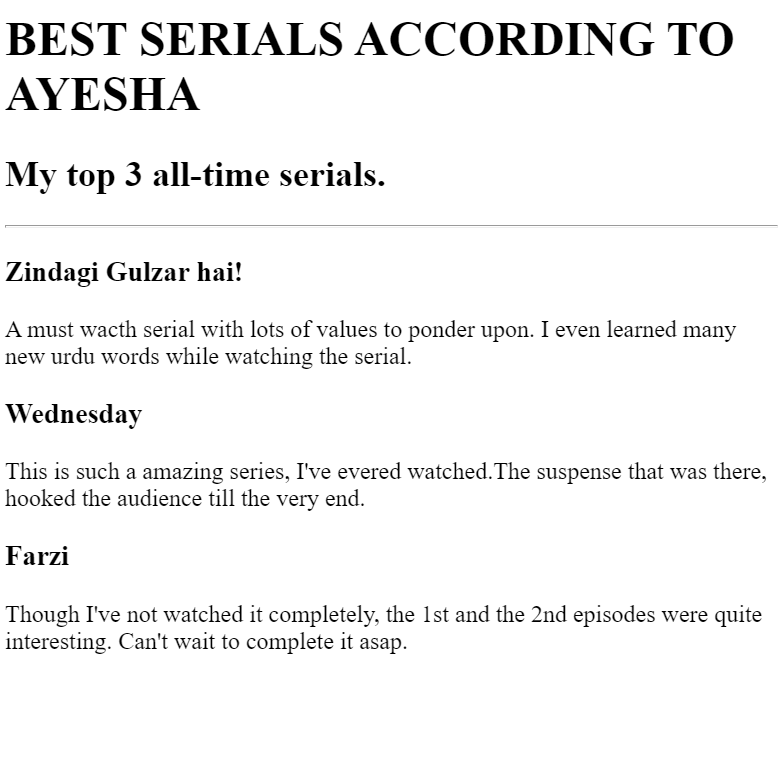 BEST SERIALS ACCORDING TO
AYESHA
My top 3 all-time serials.
Zindagi Gulzar hai!
A must wacth serial with lots of values to ponder upon. I even learned many
new urdu words while watching the serial.
Wednesday
This is such a amazing series, I've evered watched.The suspense that was there,
hooked the audience till the very end.
Farzi
Though I've not watched it completely, the 1st and the 2nd episodes were quite
interesting. Can't wait to complete it asap.